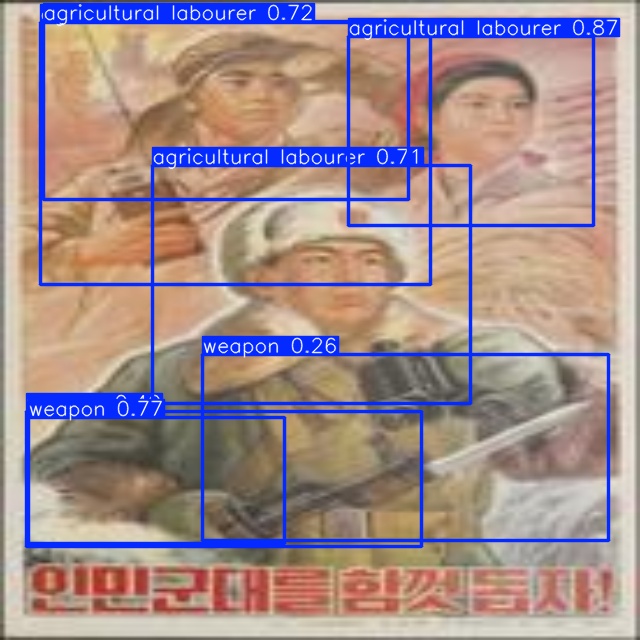 agricultural labourer 0.72
agricultural labourer 0.87
agricultural labourer 0.71
weapon 0.26
weapon 0.77
인민군대를 힘껏 돕자!